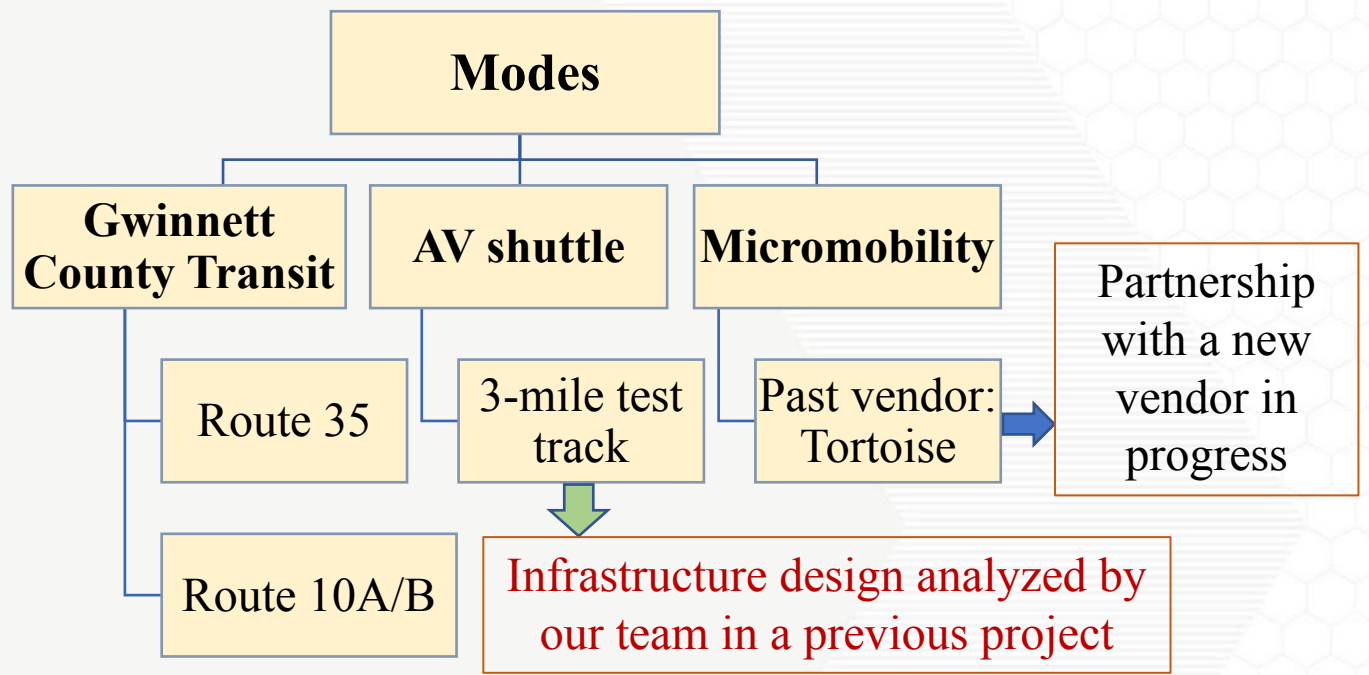 Modes
Gwinnett
County Transit
AV shuttle
Micromobility
Route 35
Route 10A/B
3-mile test
track
Past vendor:
Tortoise
Partnership
with a new
vendor in
progress
Infrastructure design analyzed by
our team in a previous project